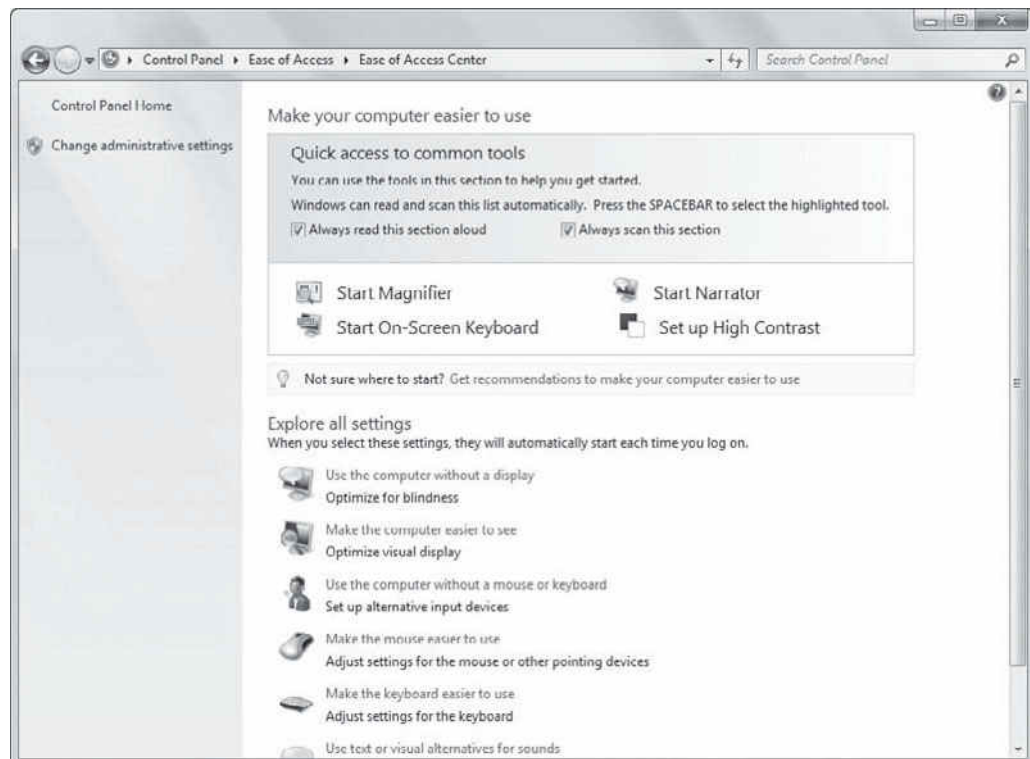 Control Panel ▸ Ease of Access ▸ Ease of Access Center
Search Control Panel
Control Panel Home
Change administrative settings
Make your computer easier to use
Quick access to common tools
You can use the tools in this section to help you get started.
Windows can read and scan this list automatically. Press the SPACEBAR to select the highlighted tool.
Always read this section aloud Always scan this section
Start Magnifier Start Narrator
Start On-Screen Keyboard Set up High Contrast
Not sure where to start? Get recommendations to make your computer easier to use
Explore all settings
When you select these settings, they will automatically start each time you log on.
Use the computer without a display
Optimize for blindness
Make the computer easier to see
Optimize visual display
Use the computer without a mouse or keyboard
Set up alternative input devices
Make the mouse easier to use
Adjust settings for the mouse or other pointing devices
Make the keyboard easier to use
Adjust settings for the keyboard
Use text or visual alternatives for sounds